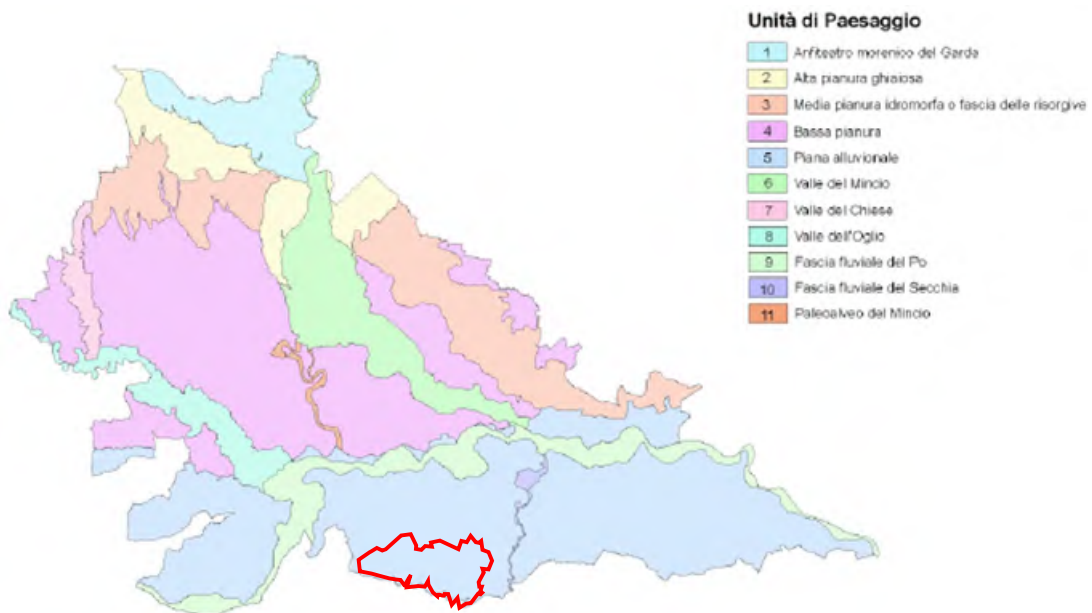 Unità di Paesaggio
1 Anfiteatro morenico del Garda
2 Alta pianura ghiaiosa
3 Media pianura idromorfa o fascia delle risorgive
4 Bassa pianura
5 Piana alluvionale
6 Valle del Mincio
7 Valle del Chiese
8 Valle dell'Oglio
9 Fascia fluviale del Po
10 Fascia fluviale del Secchia
11 Paleoalveo del Mincio